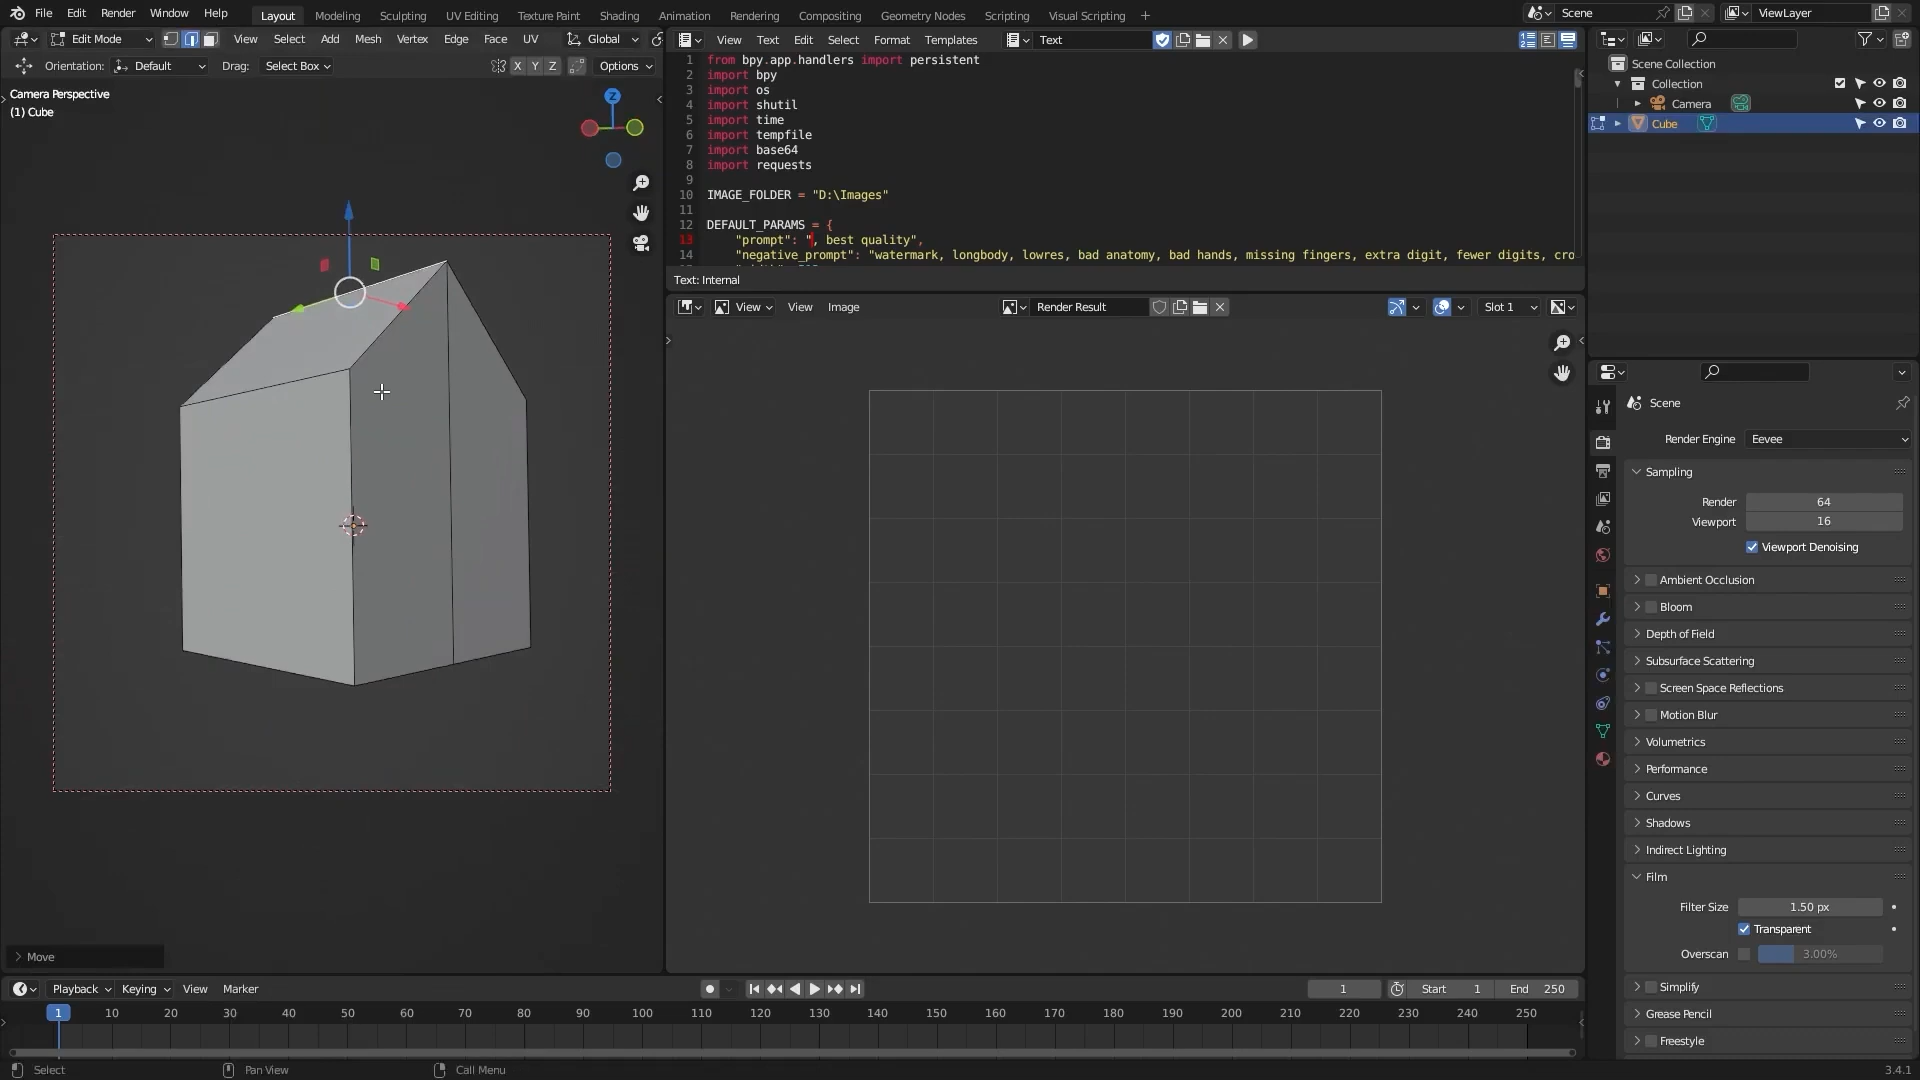 File Edit Render Window Help Layout Modeling Sculpting UV Editing Texture Paint Shading Animation Rendering Compositing Geometry Nodes Scripting Visual Scripting + Scene ViewLayer
Edit Mode View Select Add Mesh Vertex Edge Face UV Global
Orientation: Default Drag: Select Box X Y Z Options
Camera Perspective
(1) Cube
Z
Move
View Text Edit Select Format Templates Text
1 from bpy.app.handlers import persistent
2 import bpy
3 import os
4 import shutil
5 import time
6 import tempfile
7 import base64
8 import requests
9
10 IMAGE_FOLDER = "D:\Images"
11
12 DEFAULT_PARAMS = {
13 "prompt": ", best quality",
14 "negative_prompt": "watermark, longbody, lowres, bad anatomy, bad hands, missing fingers, extra digit, fewer digits, cro
Text: Internal
View View Image Render Result Slot 1
Scene Collection
Collection
Camera
Cube
Scene
Render Engine Eevee
Sampling
Render 64
Viewport 16
Viewport Denoising
Ambient Occlusion
Bloom
Depth of Field
Subsurface Scattering
Screen Space Reflections
Motion Blur
Volumetrics
Performance
Curves
Shadows
Indirect Lighting
Film
Filter Size 1.50 px
Transparent
Overscan 3.00%
Simplify
Grease Pencil
Freestyle
Playback Keying View Marker 1 Start 1 End 250
1 10 20 30 40 50 60 70 80 90 100 110 120 130 140 150 160 170 180 190 200 210 220 230 240 250
Select Pan View Call Menu 3.4.1